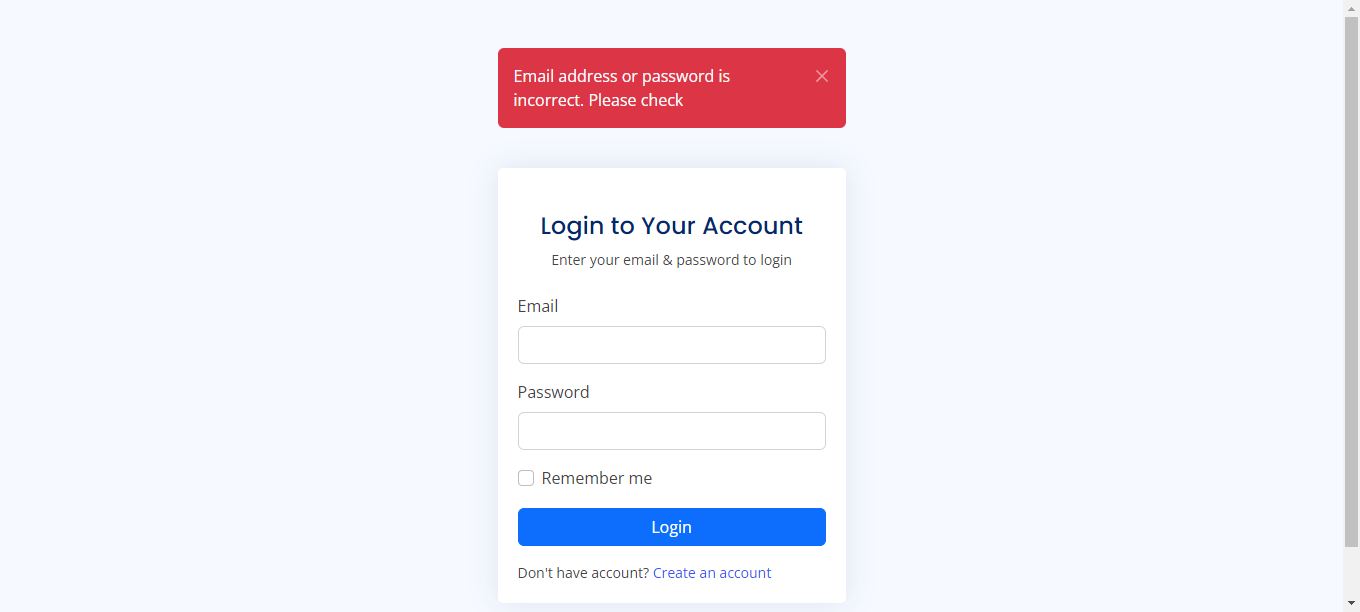 Email address or password is
incorrect. Please check
Login to Your Account
Enter your email & password to login
Email
Password
Remember me
Login
Don't have account? Create an account